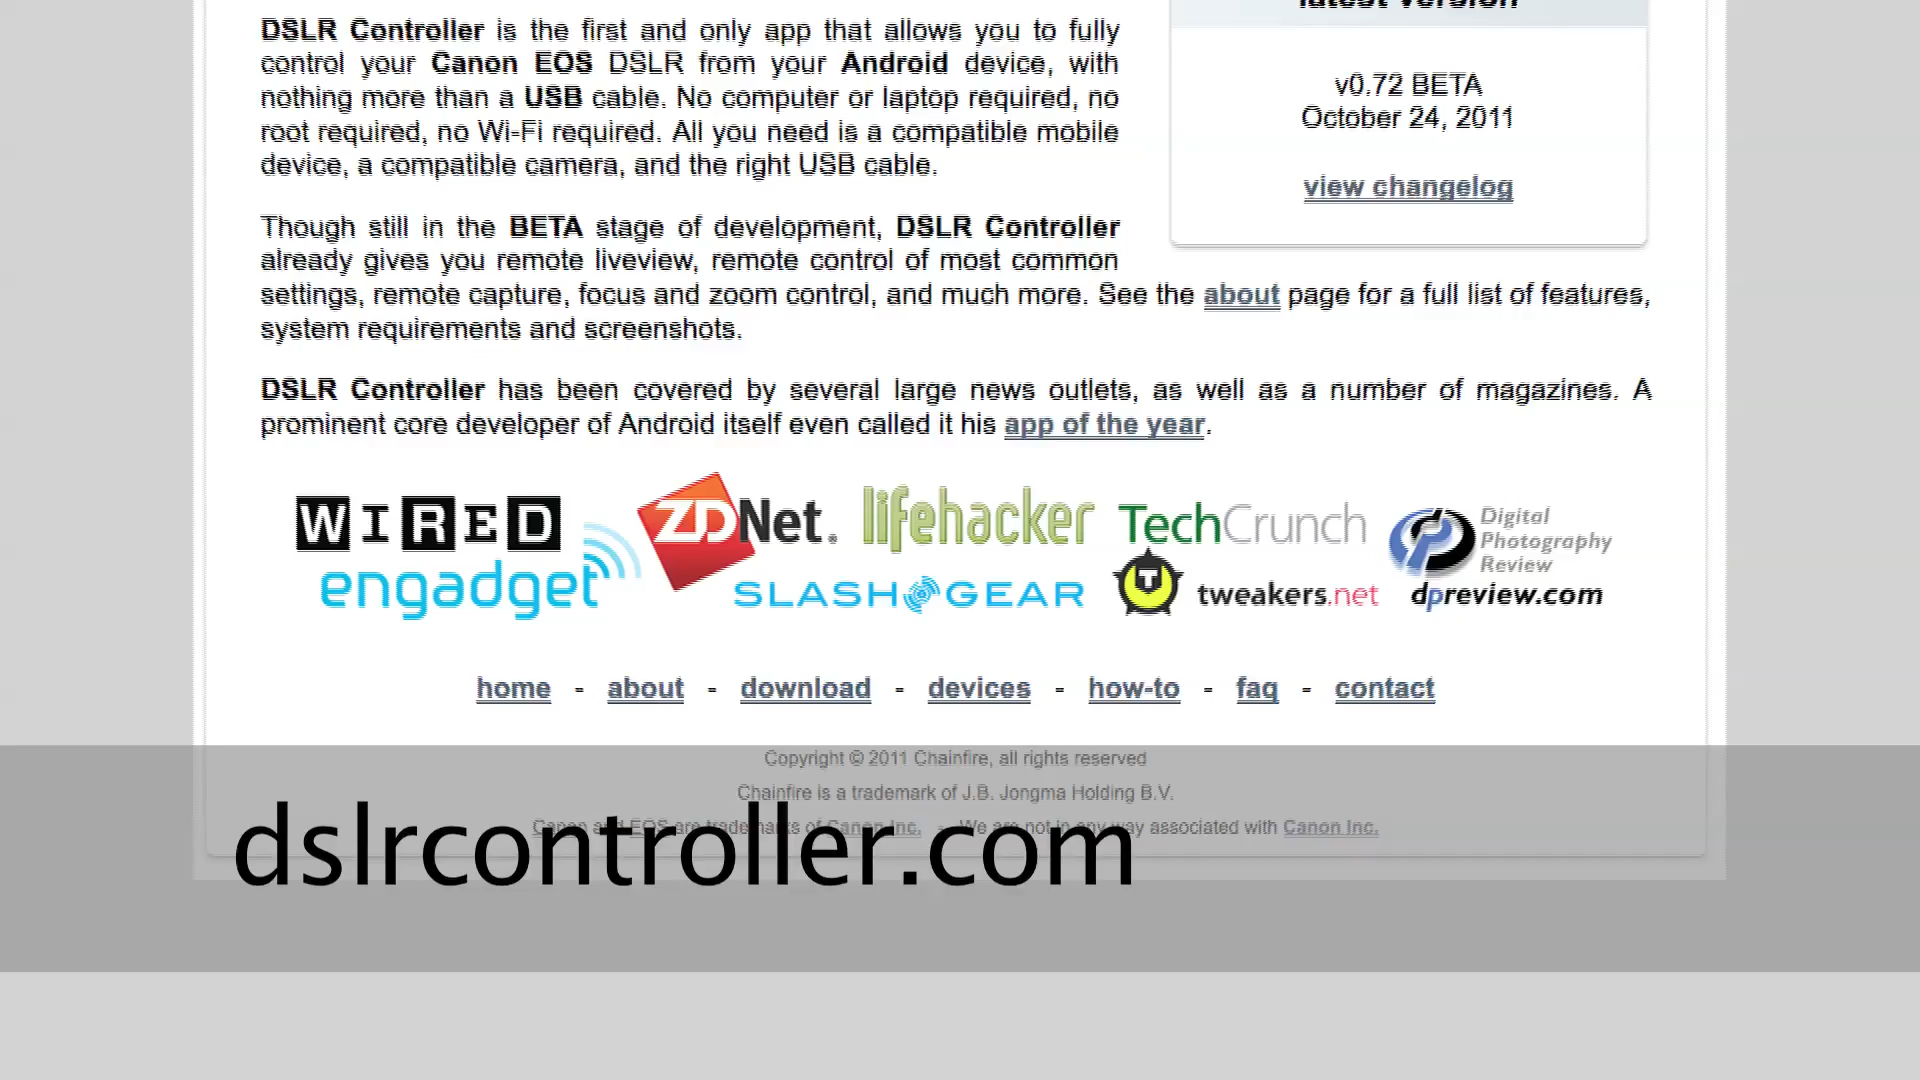 latest version
DSLR Controller is the first and only app that allows you to fully
control your Canon EOS DSLR from your Android device, with
nothing more than a USB cable. No computer or laptop required, no
root required, no Wi-Fi required. All you need is a compatible mobile
device, a compatible camera, and the right USB cable.
v0.72 BETA
October 24, 2011
view changelog
Though still in the BETA stage of development, DSLR Controller
already gives you remote liveview, remote control of most common
settings, remote capture, focus and zoom control, and much more. See the about page for a full list of features,
system requirements and screenshots.
DSLR Controller has been covered by several large news outlets, as well as a number of magazines. A
prominent core developer of Android itself even called it his app of the year.
WIRED
ZDNet.
lifehacker
TechCrunch
Digital
Photography
Review
engadget
SLASHGEAR
tweakers.net
dpreview.com
home - about - download - devices - how-to - faq - contact
Copyright © 2011 Chainfire, all rights reserved
Chainfire is a trademark of J.B. Jongma Holding B.V.
Canon and EOS are trademarks of Canon Inc. - We are not in any way associated with Canon Inc.
dslrcontroller.com